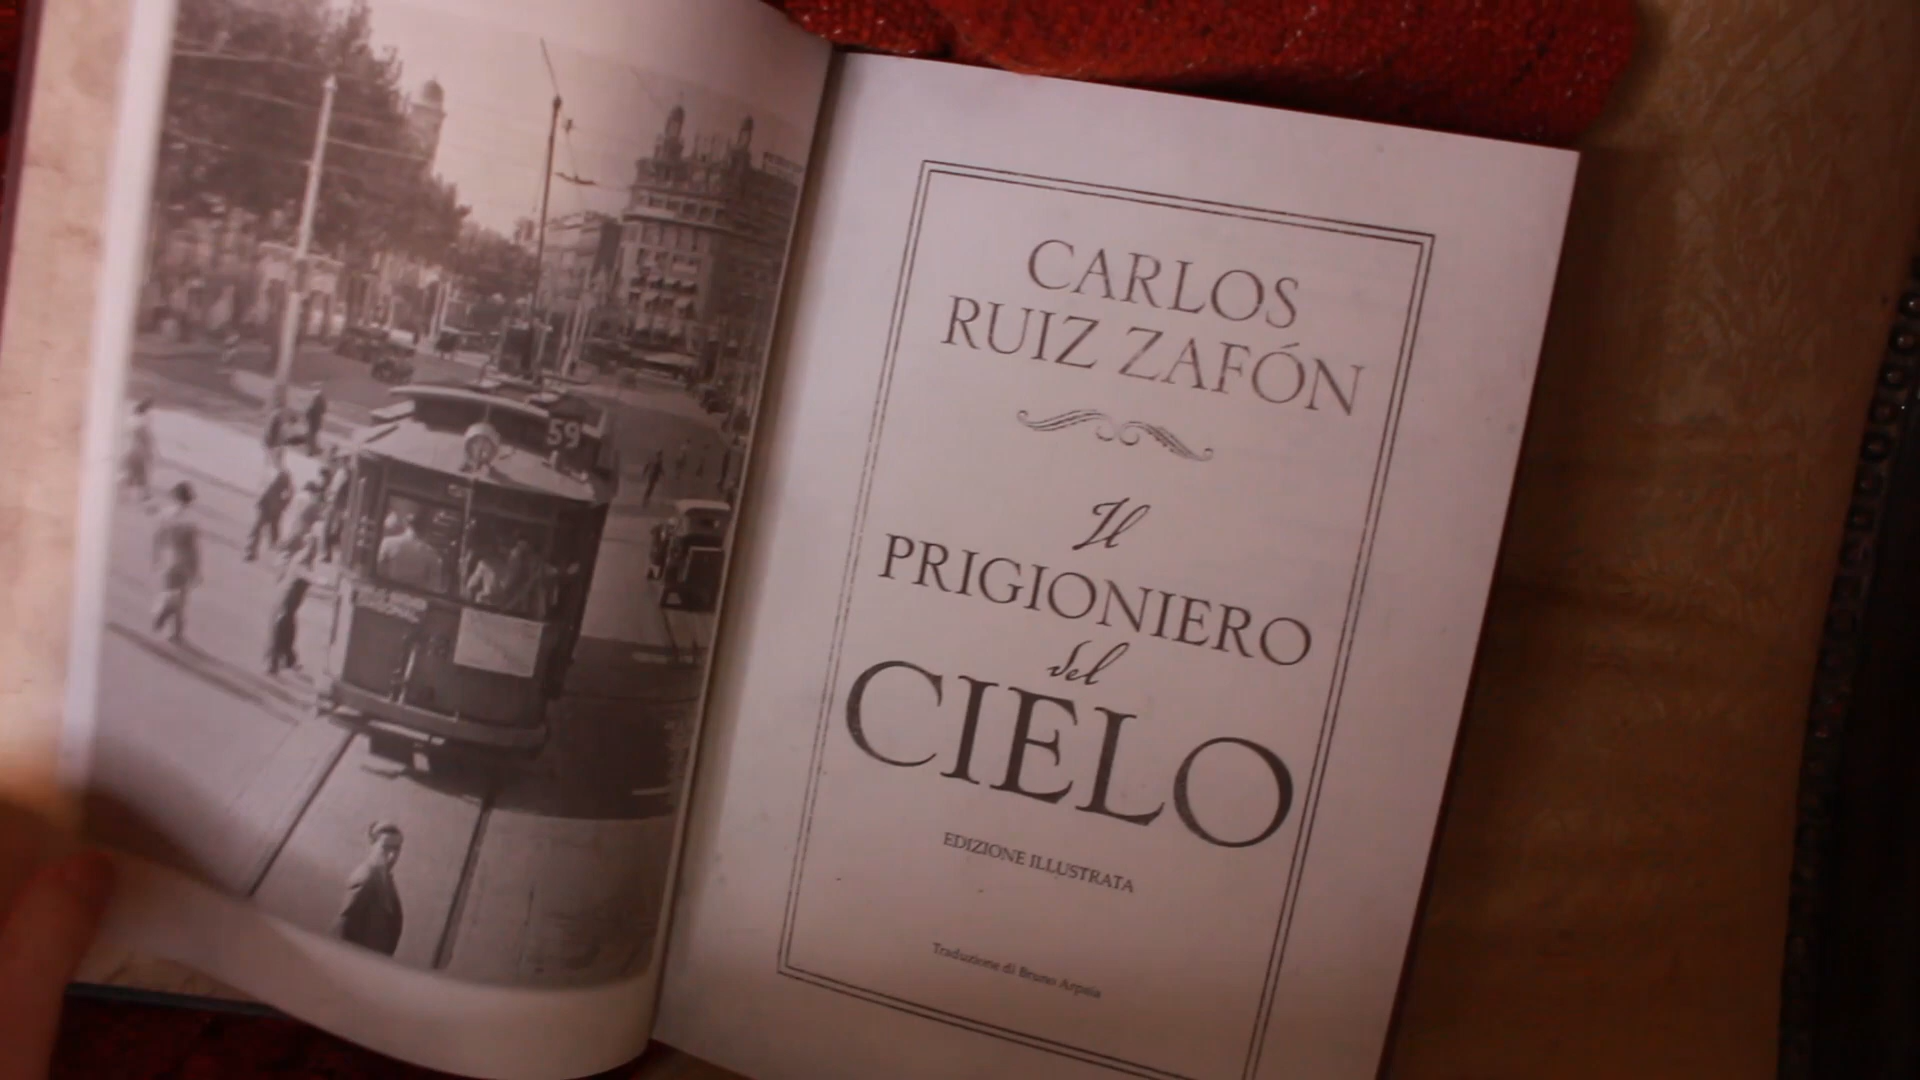 59
CARLOS
RUIZ ZAFÓN
Il
PRIGIONIERO
del
CIELO
EDIZIONE ILLUSTRATA
Traduzione di Bruno Arpaia